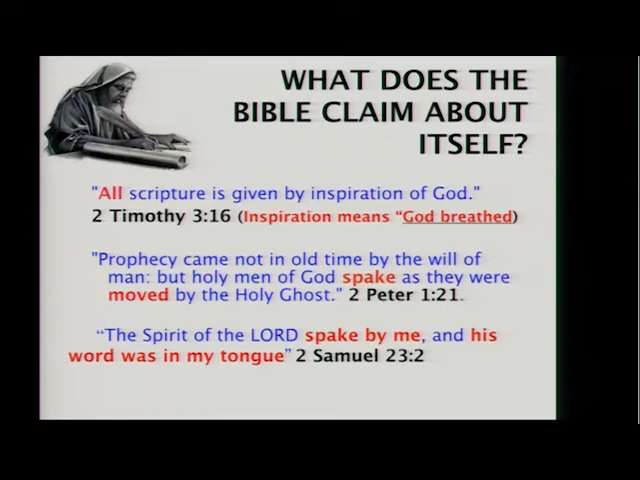 WHAT DOES THE
BIBLE CLAIM ABOUT
ITSELF?
"All scripture is given by inspiration of God."
2 Timothy 3:16 (Inspiration means “God breathed)
"Prophecy came not in old time by the will of
man: but holy men of God spake as they were
moved by the Holy Ghost." 2 Peter 1:21.
“The Spirit of the LORD spake by me, and his
word was in my tongue” 2 Samuel 23:2